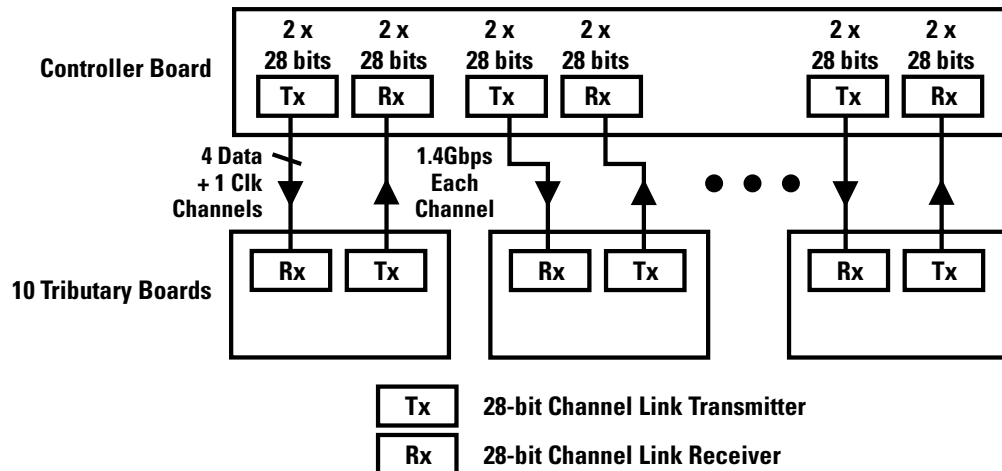 2 x 2 x 2 x 2 x 2 x 2 x
28 bits 28 bits 28 bits 28 bits 28 bits 28 bits
Controller Board
Tx Rx Tx Rx Tx Rx
4 Data
+ 1 Clk
Channels
1.4Gbps
Each
Channel
10 Tributary Boards
Rx Tx Rx Tx Rx Tx
Tx 28-bit Channel Link Transmitter
Rx 28-bit Channel Link Receiver